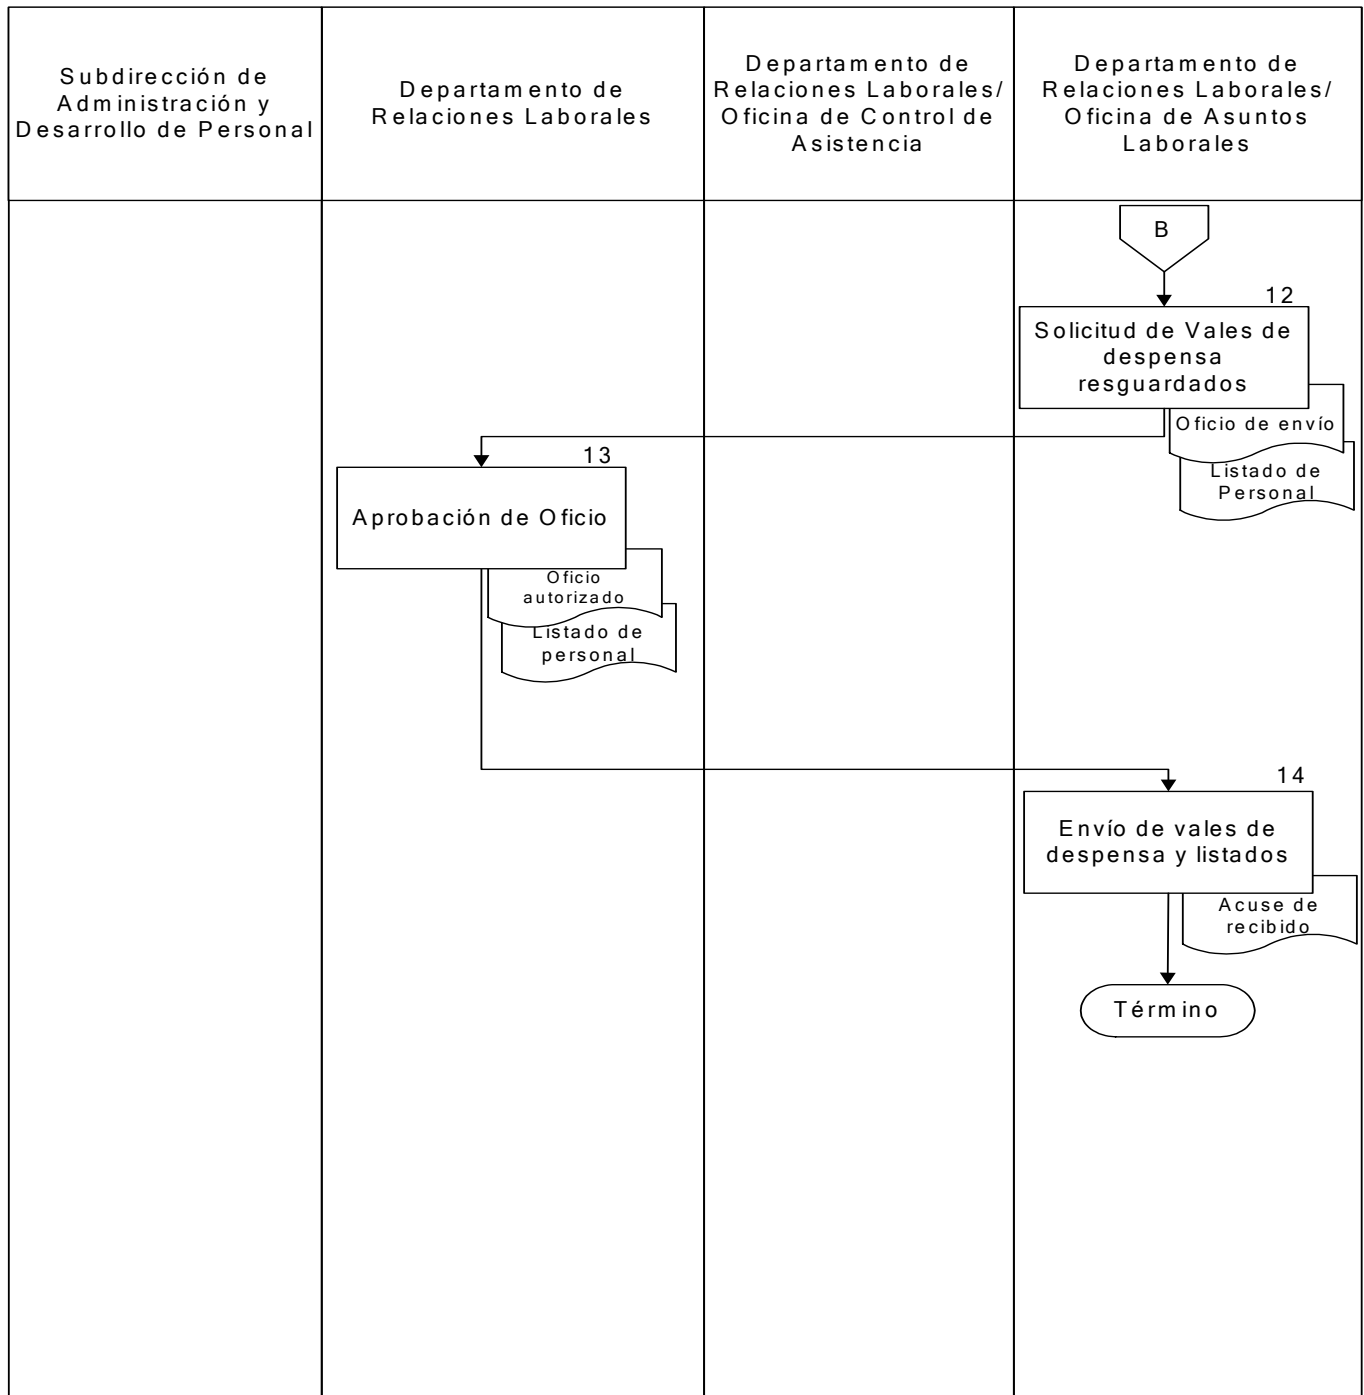 Subdirección de
Administración y
Desarrollo de Personal
Departamento de
Relaciones Laborales
Departamento de
Relaciones Laborales/
Oficina de Control de
Asistencia
Departamento de
Relaciones Laborales/
Oficina de Asuntos
Laborales
B
12
Solicitud de Vales de
despensa
resguardados
Oficio de envío
Listado de
Personal
13
Aprobación de Oficio
Oficio
autorizado
Listado de
personal
14
Envío de vales de
despensa y listados
Acuse de
recibido
Término